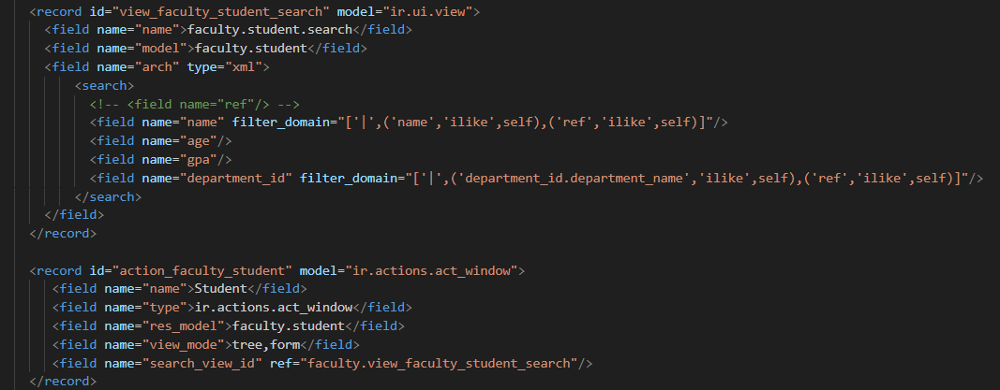 <record id="view_faculty_student_search" model="ir.ui.view">
<field name="name">faculty.student.search</field>
<field name="model">faculty.student</field>
<field name="arch" type="xml">
<search>
<!-- <field name="ref"/> -->
<field name="name" filter_domain="['|',('name','ilike',self),('ref','ilike',self)]"/>
<field name="age"/>
<field name="gpa"/>
<field name="department_id" filter_domain="['|',('department_id.department_name','ilike',self),('ref','ilike',self)]"/>
</search>
</field>
</record>
<record id="action_faculty_student" model="ir.actions.act_window">
<field name="name">Student</field>
<field name="type">ir.actions.act_window</field>
<field name="res_model">faculty.student</field>
<field name="view_mode">tree,form</field>
<field name="search_view_id" ref="faculty.view_faculty_student_search"/>
</record>